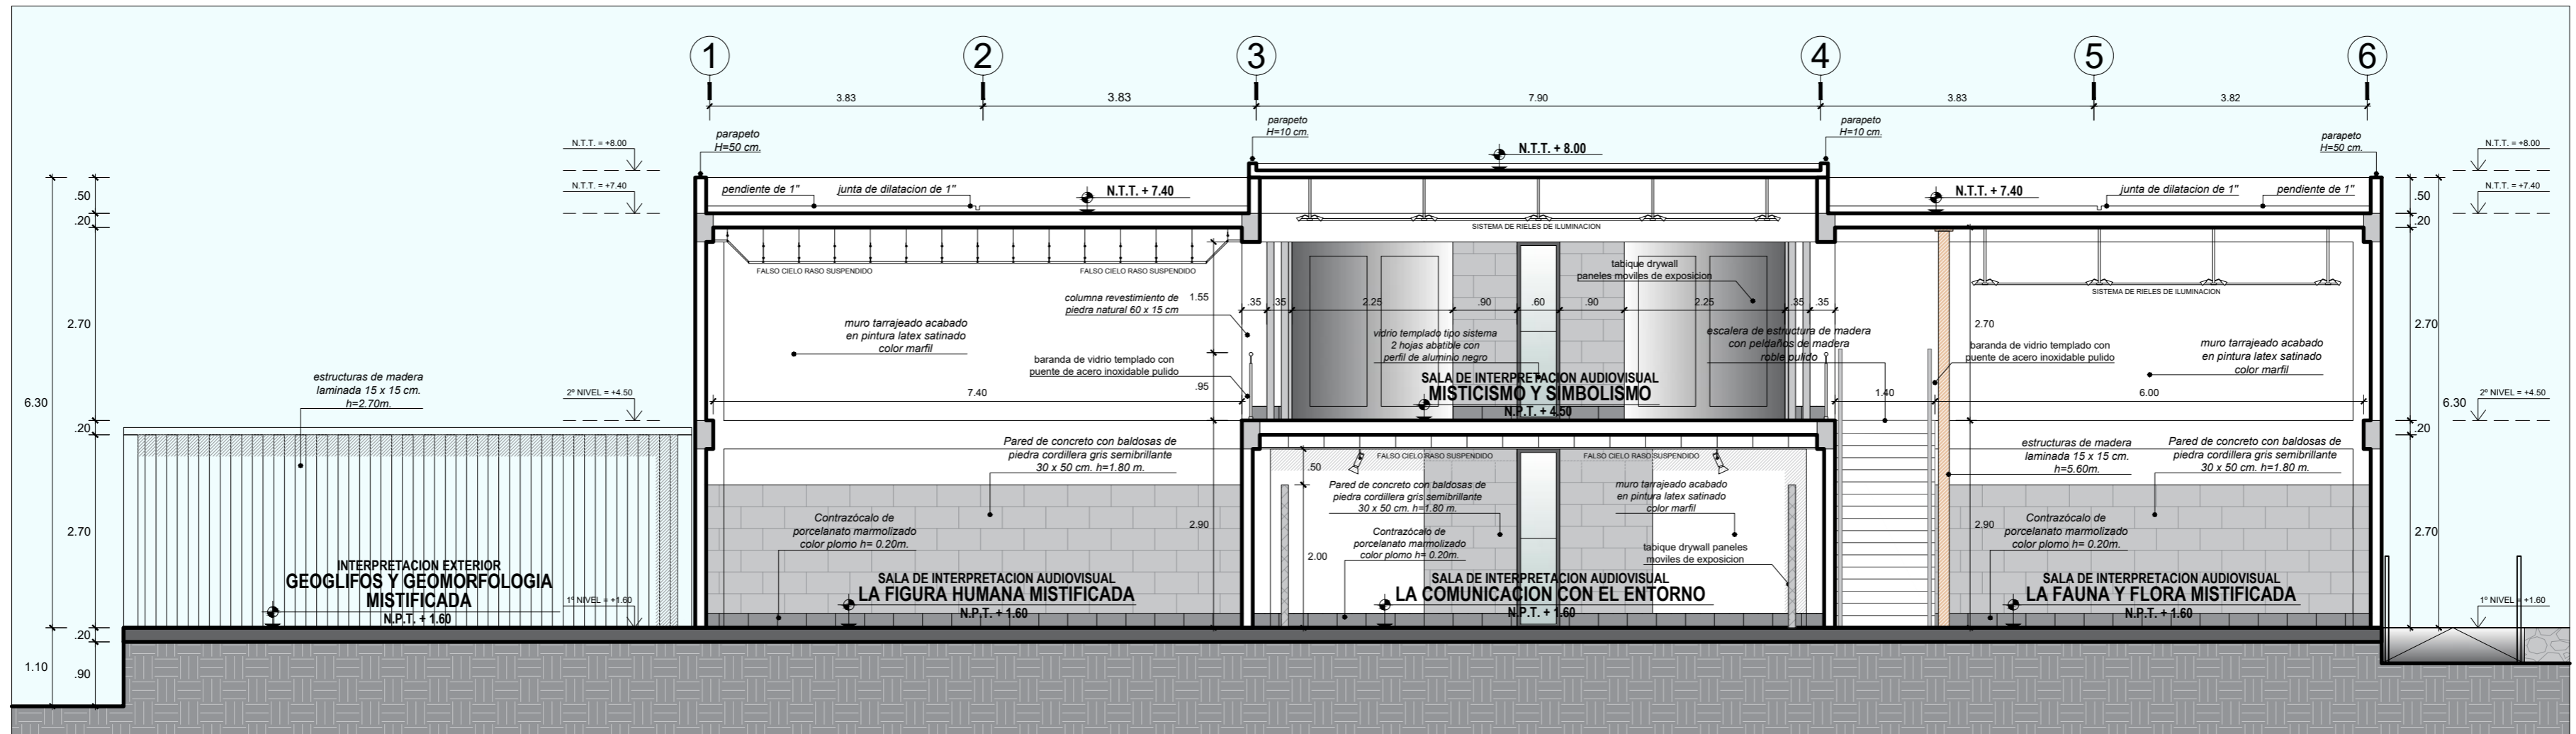 1
2
3
4
5
6
3.83
3.83
7.90
3.83
3.82
parapeto
H=50 cm.
parapeto
H=10 cm.
parapeto
H=10 cm.
parapeto
H=50 cm.
N.T.T. = +8.00
N.T.T. = +7.40
N.T.T. + 8.00
N.T.T. = +8.00
N.T.T. = +7.40
pendiente de 1"
junta de dilatacion de 1"
N.T.T. + 7.40
N.T.T. + 7.40
junta de dilatacion de 1"
pendiente de 1"
.50
.20
2.70
6.30
.20
2.70
.20
1.10
.90
SISTEMA DE RIELES DE ILUMINACION
FALSO CIELO RASO SUSPENDIDO
FALSO CIELO RASO SUSPENDIDO
columna revestimiento de
piedra natural 60 x 15 cm
1.55
.35
.35
2.25
.90
.60
.90
2.25
.35
.35
tabique drywall
paneles moviles de exposicion
SISTEMA DE RIELES DE ILUMINACION
muro tarrajeado acabado
en pintura latex satinado
color marfil
baranda de vidrio templado con
puente de acero inoxidable pulido
.95
7.40
vidrio templado tipo sistema
2 hojas abatible con
perfil de aluminio negro
escalera de estructura de madera
con peldaños de madera
roble pulido
2.70
baranda de vidrio templado con
puente de acero inoxidable pulido
muro tarrajeado acabado
en pintura latex satinado
color marfil
SALA DE INTERPRETACION AUDIOVISUAL
MISTICISMO Y SIMBOLISMO
N.P.T. + 4.50
1.40
6.00
estructuras de madera
laminada 15 x 15 cm.
h=2.70m.
2º NIVEL = +4.50
2º NIVEL = +4.50
Pared de concreto con baldosas de
piedra cordillera gris semibrillante
30 x 50 cm. h=1.80 m.
.50
FALSO CIELO RASO SUSPENDIDO
FALSO CIELO RASO SUSPENDIDO
Pared de concreto con baldosas de
piedra cordillera gris semibrillante
30 x 50 cm. h=1.80 m.
muro tarrajeado acabado
en pintura latex satinado
color marfil
estructuras de madera
laminada 15 x 15 cm.
h=5.60m.
Pared de concreto con baldosas de
piedra cordillera gris semibrillante
30 x 50 cm. h=1.80 m.
Contrazócalo de
porcelanato marmolizado
color plomo h= 0.20m.
2.90
2.00
Contrazócalo de
porcelanato marmolizado
color plomo h= 0.20m.
tabique drywall paneles
moviles de exposicion
2.90
Contrazócalo de
porcelanato marmolizado
color plomo h= 0.20m.
INTERPRETACION EXTERIOR
GEOGLIFOS Y GEOMORFOLOGIA
MISTIFICADA
N.P.T. + 1.60
1º NIVEL = +1.60
SALA DE INTERPRETACION AUDIOVISUAL
LA FIGURA HUMANA MISTIFICADA
N.P.T. + 1.60
SALA DE INTERPRETACION AUDIOVISUAL
LA COMUNICACION CON EL ENTORNO
N.P.T. + 1.60
SALA DE INTERPRETACION AUDIOVISUAL
LA FAUNA Y FLORA MISTIFICADA
N.P.T. + 1.60
1º NIVEL = +1.60
.50
.20
2.70
6.30
.20
2.70